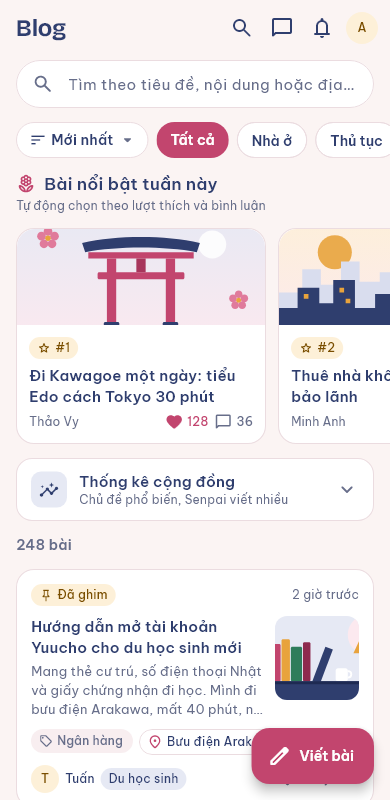 Blog
A
Tìm theo tiêu đề, nội dung hoặc địa…
Mới nhất
Tất cả
Nhà ở
Thủ tục
Bài nổi bật tuần này
Tự động chọn theo lượt thích và bình luận
#1
Đi Kawagoe một ngày: tiểu
Edo cách Tokyo 30 phút
Thảo Vy
128
36
#2
Thuê nhà
bảo lãnh
Minh Anh
Thống kê cộng đồng
Chủ đề phổ biến, Senpai viết nhiều
248 bài
Đã ghim
2 giờ trước
Hướng dẫn mở tài khoản
Yuucho cho du học sinh mới
Mang thẻ cư trú, số điện thoại Nhật
và giấy chứng nhận đi học. Mình đi
bưu điện Arakawa, mất 40 phút, n…
Ngân hàng
Bưu điện Arak
Viết bài
T
Tuấn
Du học sinh